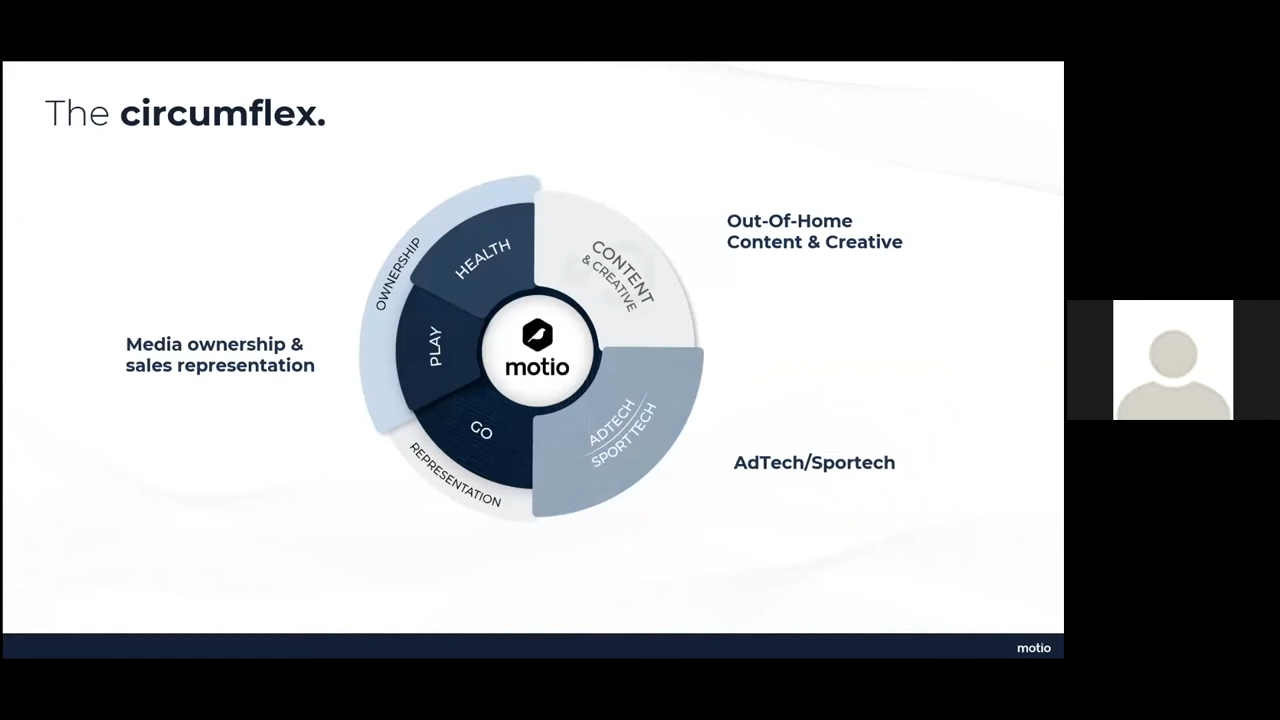 The circumflex.
Media ownership &
sales representation
OWNERSHIP
HEALTH
PLAY
GO
REPRESENTATION
motio
CONTENT
& CREATIVE
ADTECH
SPORTTECH
Out-Of-Home
Content & Creative
AdTech/Sportech
motio